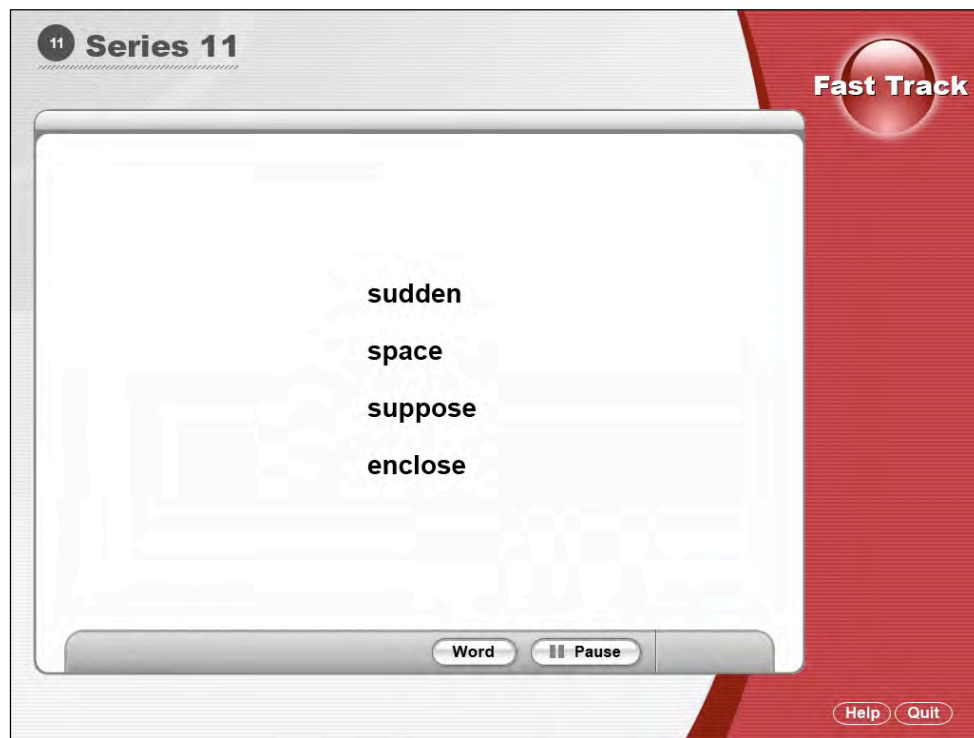 11 Series 11
Fast Track
sudden
space
suppose
enclose
Word Pause
Help Quit